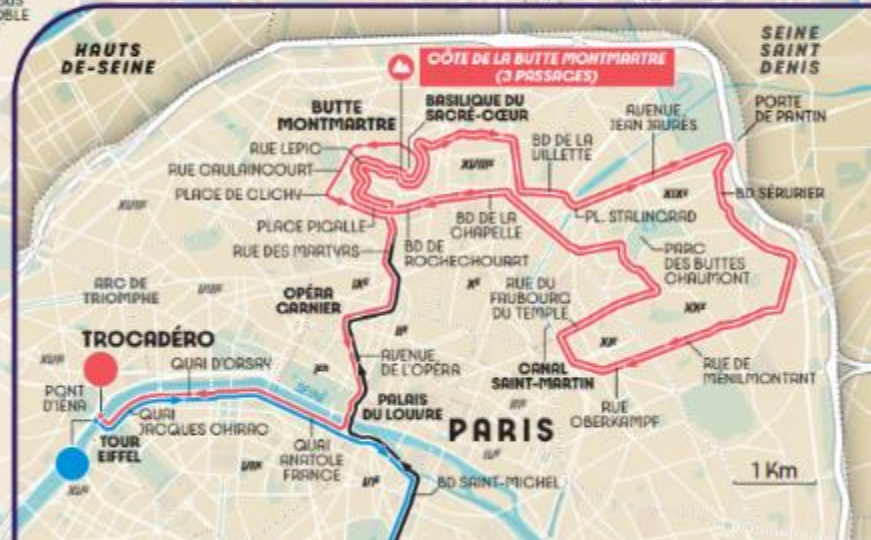 HAUTS
DE-SEINE
SEINE
SAINT
DENIS
CÔTE DE LA BUTTE MONTMARTRE
(3 PASSAGES)
BUTTE
MONTMARTRE
BASILIQUE DU
SACRÉ-CŒUR
AVENUE
JEAN JAURES
PORTE
DE PANTIN
RUE LEPIC
BD DE LA
VILLETTE
RUE CAULAINCOURT
XVIIIE
PLACE DE CLICHY
XIXE
BD SÉRURIER
XVIIE
PL. STALINGRAD
PLACE PIGALLE
BD DE LA
CHAPELLE
RUE DES MARTYRS
BD DE
ROCHECHOUART
PARC
DES BUTTES
CHAUMONT
ARC DE
TRIOMPHE
VIIIE
OPÉRA
GARNIER
IXE
XE
RUE DU
FAUBOURG
DU TEMPLE
XXE
IIE
TROCADÉRO
XIE
XVIE
QUAI D'ORSAY
IER
SEINE
AVENUE
DE L'OPÉRA
CANAL
SAINT-MARTIN
RUE DE
MÉNILMONTANT
PONT
D'IÉNA
PALAIS
DU LOUVRE
IIIE
RUE
OBERKAMPF
QUAI
JACQUES CHIRAC
PARIS
TOUR
EIFFEL
QUAI
ANATOLE
FRANCE
VIIE
IVE
1 Km
XVE
VIE
BD SAINT-MICHEL